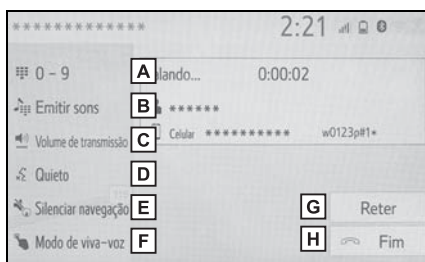 ************* 2:21
0 - 9 A lando... 0:00:02
Emitir sons B ******
Volume de transmissão C Celular ********** w0123p#1*
Quieto D
Silenciar navegação E G Reter
Modo de viva-voz F H Fim